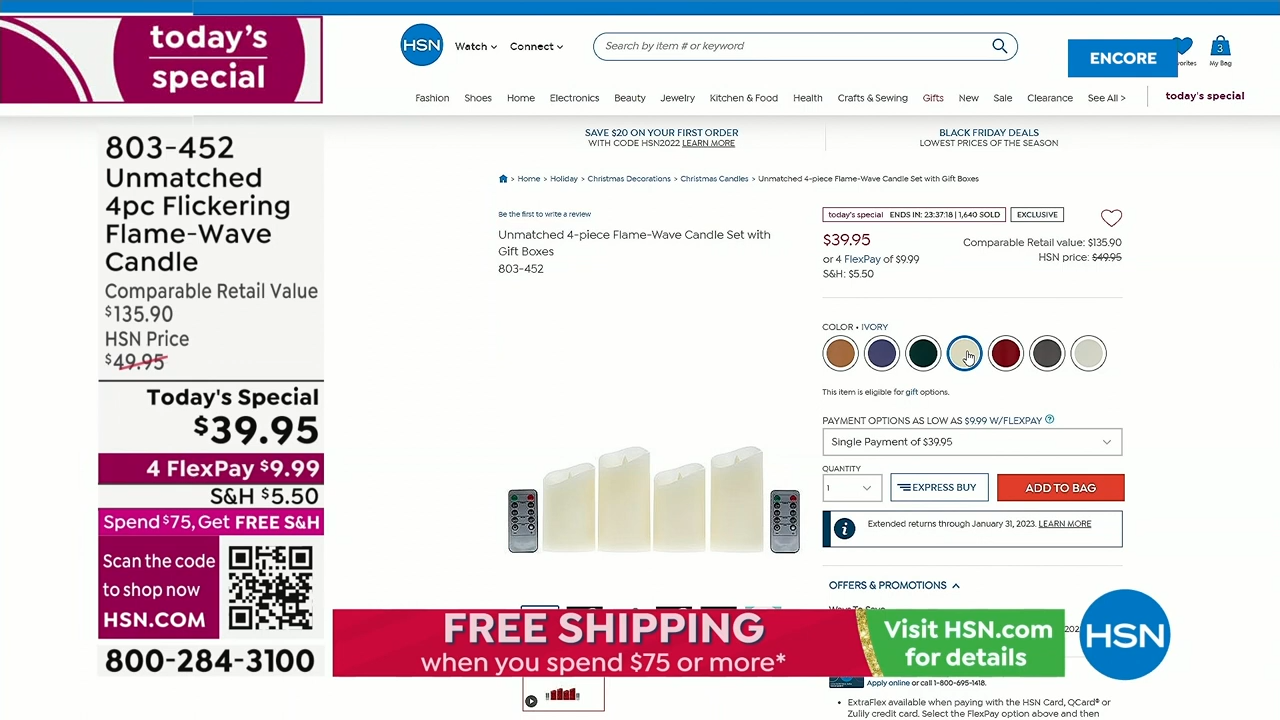 today's
special
803-452
Unmatched
4pc Flickering
Flame-Wave
Candle
Comparable Retail Value
$135.90
HSN Price
$49.95
Today's Special
$39.95
4 FlexPay $9.99
S&H $5.50
Spend $75, Get FREE S&H
Scan the code
to shop now
HSN.COM
800-284-3100
HSN
Watch
Connect
Search by item # or keyword
ENCORE
3
My Bag
Fashion Shoes Home Electronics Beauty Jewelry Kitchen & Food Health Crafts & Sewing Gifts New Sale Clearance See All > today's special
SAVE $20 ON YOUR FIRST ORDER
WITH CODE HSN2022 LEARN MORE
BLACK FRIDAY DEALS
LOWEST PRICES OF THE SEASON
> Home > Holiday > Christmas Decorations > Christmas Candles > Unmatched 4-piece Flame-Wave Candle Set with Gift Boxes
Be the first to write a review
Unmatched 4-piece Flame-Wave Candle Set with
Gift Boxes
803-452
today's special ENDS IN: 23:37:18 | 1,640 SOLD EXCLUSIVE
$39.95
or 4 FlexPay of $9.99
S&H: $5.50
Comparable Retail value: $135.90
HSN price: $49.95
COLOR • IVORY
This item is eligible for gift options.
PAYMENT OPTIONS AS LOW AS $9.99 W/FLEXPAY ?
Single Payment of $39.95
QUANTITY
1
EXPRESS BUY
ADD TO BAG
i
Extended returns through January 31, 2023. LEARN MORE
OFFERS & PROMOTIONS
FREE SHIPPING
when you spend $75 or more*
Visit HSN.com
for details
HSN
Apply online or call 1-800-695-1418.
• ExtraFlex available when paying with the HSN Card, QCard® or
Zulily credit card. Select the FlexPay option above and then